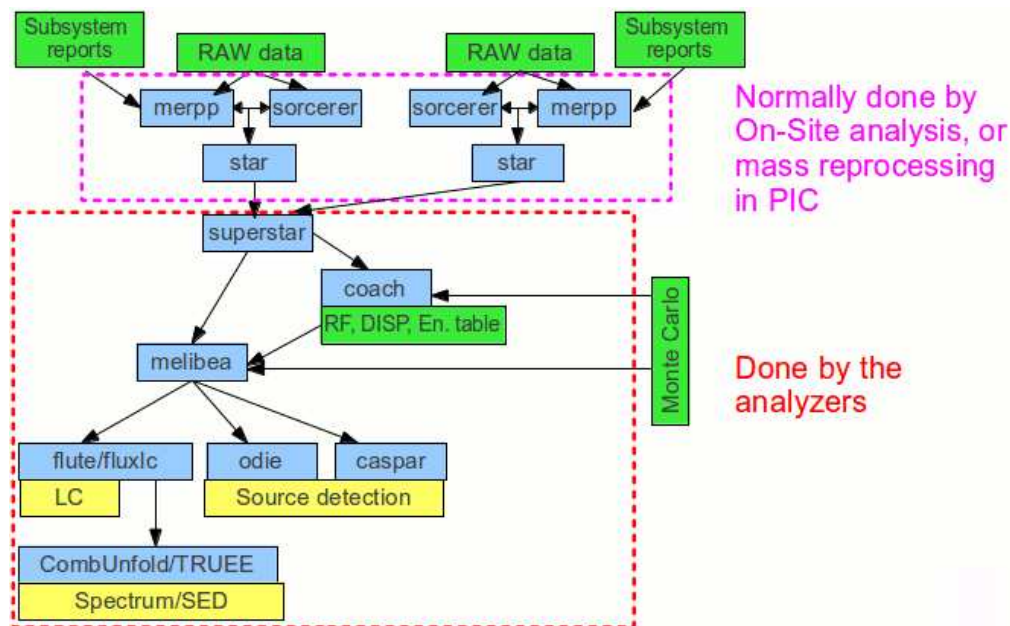 Subsystem
reports
RAW data
RAW data
Subsystem
reports
merpp
sorcerer
sorcerer
merpp
star
star
Normally done by
On-Site analysis, or
mass reprocessing
in PIC
superstar
coach
RF, DISP, En. table
Monte Carlo
melibea
Done by the
analyzers
flute/fluxlc
odie
caspar
LC
Source detection
CombUnfold/TRUEE
Spectrum/SED